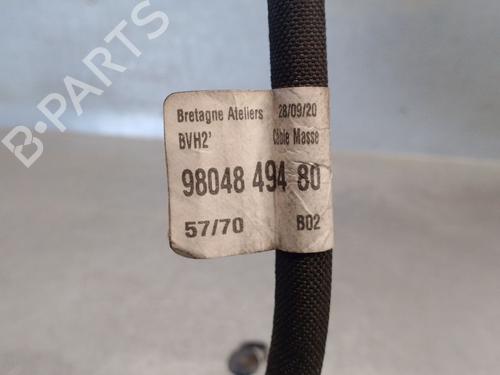 Bretagne Ateliers 28/09/20
BVH2' Câble Masse
98048 494 80
57/70 B02
B-PARTS